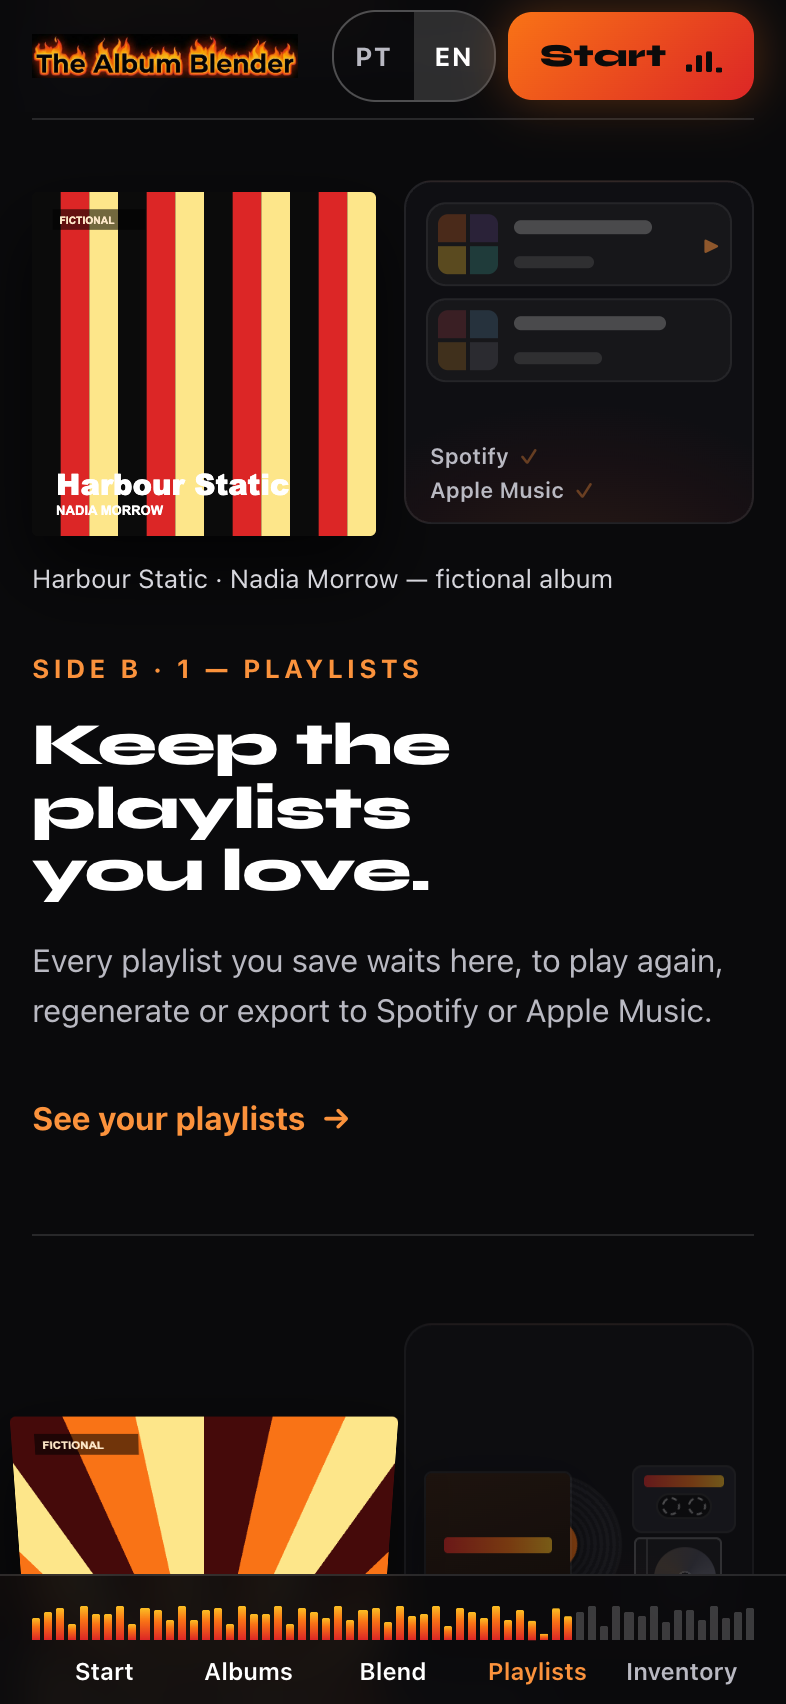 The Album Blender
PT
EN
Start
FICTIONAL
Harbour Static
NADIA MORROW
Spotify
Apple Music
Harbour Static · Nadia Morrow — fictional album
SIDE B · 1 — PLAYLISTS
Keep the
playlists
you love.
Every playlist you save waits here, to play again,
regenerate or export to Spotify or Apple Music.
See your playlists →
FICTIONAL
Start
Albums
Blend
Playlists
Inventory